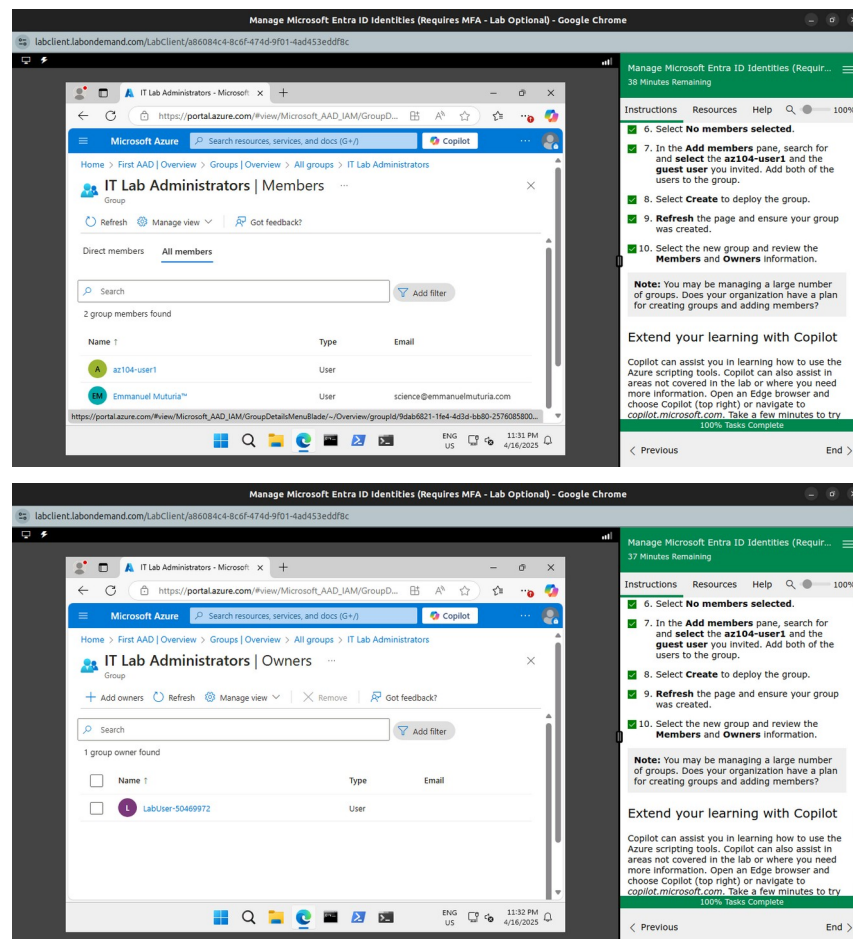 Manage Microsoft Entra ID Identities (Requires MFA - Lab Optional) - Google Chrome
labclient.labondemand.com/LabClient/a86084c4-8c6f-474d-9f01-4ad453eddf8c
IT Lab Administrators - Microsoft
https://portal.azure.com/#view/Microsoft_AAD_IAM/GroupD...
Microsoft Azure
Search resources, services, and docs (G+/)
Copilot
Home > First AAD | Overview > Groups | Overview > All groups > IT Lab Administrators
IT Lab Administrators | Members ...
Group
Refresh
Manage view
Got feedback?
Direct members
All members
Search
Add filter
2 group members found
Name ↑ Type Email
A az104-user1 User
EM Emmanuel Muturia™ User science@emmanuelmuturia.com
https://portal.azure.com/#view/Microsoft_AAD_IAM/GroupDetailsMenuBlade/~/Overview/groupId/9dab6821-1fe4-4d3d-bb80-2576085800...
ENG
US
11:31 PM
4/16/2025
Manage Microsoft Entra ID Identities (Requir...
38 Minutes Remaining
Instructions Resources Help 100%
6. Select No members selected.
7. In the Add members pane, search for
and select the az104-user1 and the
guest user you invited. Add both of the
users to the group.
8. Select Create to deploy the group.
9. Refresh the page and ensure your group
was created.
10. Select the new group and review the
Members and Owners information.
Note: You may be managing a large number
of groups. Does your organization have a plan
for creating groups and adding members?
Extend your learning with Copilot
Copilot can assist you in learning how to use the
Azure scripting tools. Copilot can also assist in
areas not covered in the lab or where you need
more information. Open an Edge browser and
choose Copilot (top right) or navigate to
copilot.microsoft.com. Take a few minutes to try
100% Tasks Complete
< Previous End >
Manage Microsoft Entra ID Identities (Requires MFA - Lab Optional) - Google Chrome
labclient.labondemand.com/LabClient/a86084c4-8c6f-474d-9f01-4ad453eddf8c
IT Lab Administrators - Microsoft
https://portal.azure.com/#view/Microsoft_AAD_IAM/GroupD...
Microsoft Azure
Search resources, services, and docs (G+/)
Copilot
Home > First AAD | Overview > Groups | Overview > All groups > IT Lab Administrators
IT Lab Administrators | Owners ...
Group
Add owners
Refresh
Manage view
Remove
Got feedback?
Search
Add filter
1 group owner found
Name ↑ Type Email
L LabUser-50469972 User
ENG
US
11:32 PM
4/16/2025
Manage Microsoft Entra ID Identities (Requir...
37 Minutes Remaining
Instructions Resources Help 100%
6. Select No members selected.
7. In the Add members pane, search for
and select the az104-user1 and the
guest user you invited. Add both of the
users to the group.
8. Select Create to deploy the group.
9. Refresh the page and ensure your group
was created.
10. Select the new group and review the
Members and Owners information.
Note: You may be managing a large number
of groups. Does your organization have a plan
for creating groups and adding members?
Extend your learning with Copilot
Copilot can assist you in learning how to use the
Azure scripting tools. Copilot can also assist in
areas not covered in the lab or where you need
more information. Open an Edge browser and
choose Copilot (top right) or navigate to
copilot.microsoft.com. Take a few minutes to try
100% Tasks Complete
< Previous End >